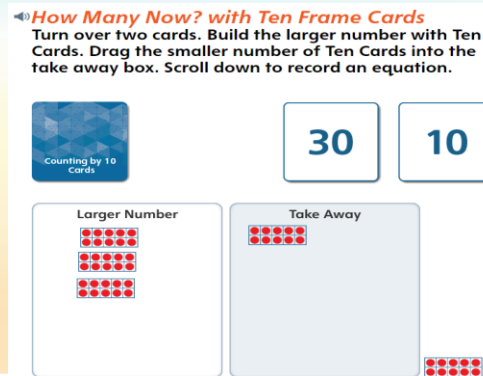 How Many Now? with Ten Frame Cards
Turn over two cards. Build the larger number with Ten
Cards. Drag the smaller number of Ten Cards into the
take away box. Scroll down to record an equation.
Counting by 10
Cards
30
10
Larger Number
Take Away